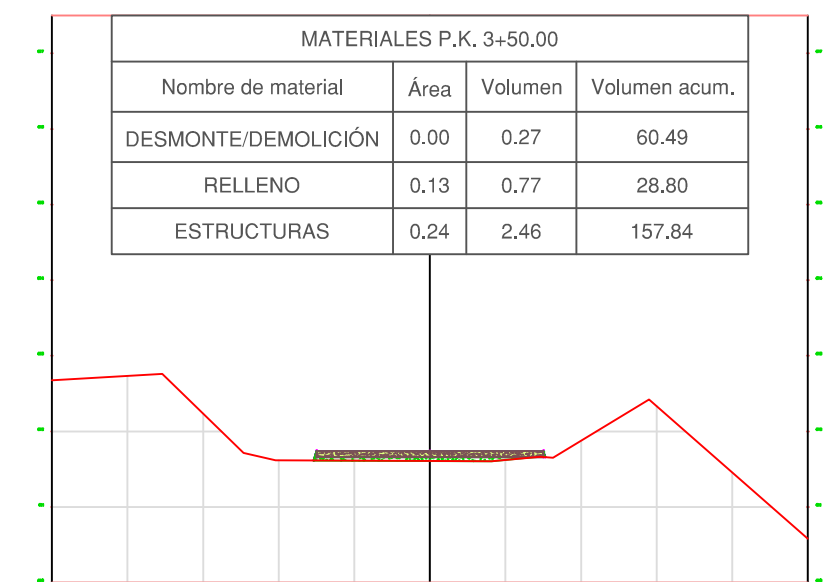 MATERIALES P.K. 3+50.00
Nombre de material Área Volumen Volumen acum.
DESMONTE/DEMOLICIÓN 0.00 0.27 60.49
RELLENO 0.13 0.77 28.80
ESTRUCTURAS 0.24 2.46 157.84